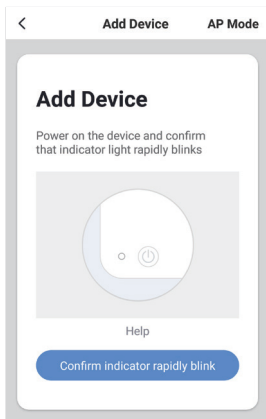 Add Device AP Mode
Add Device
Power on the device and confirm
that indicator light rapidly blinks
Help
Confirm indicator rapidly blink